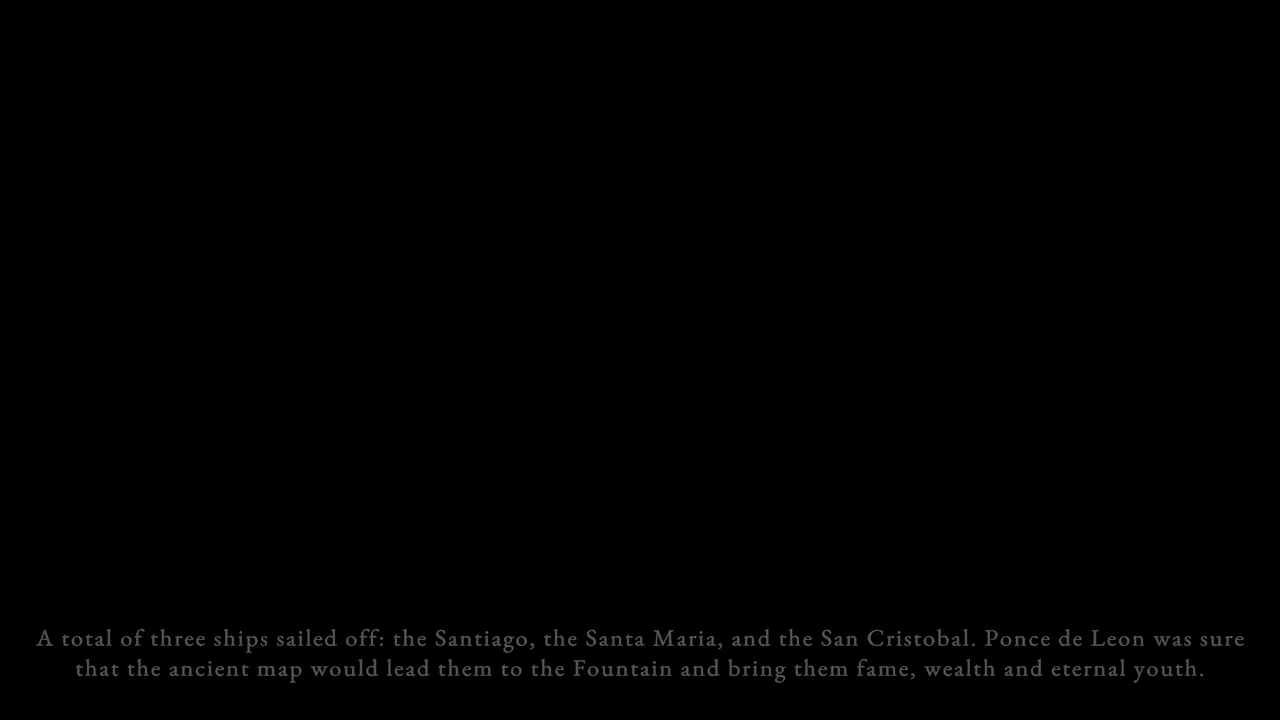 A total of three ships sailed off: the Santiago, the Santa Maria, and the San Cristobal. Ponce de Leon was sure
that the ancient map would lead them to the Fountain and bring them fame, wealth and eternal youth.